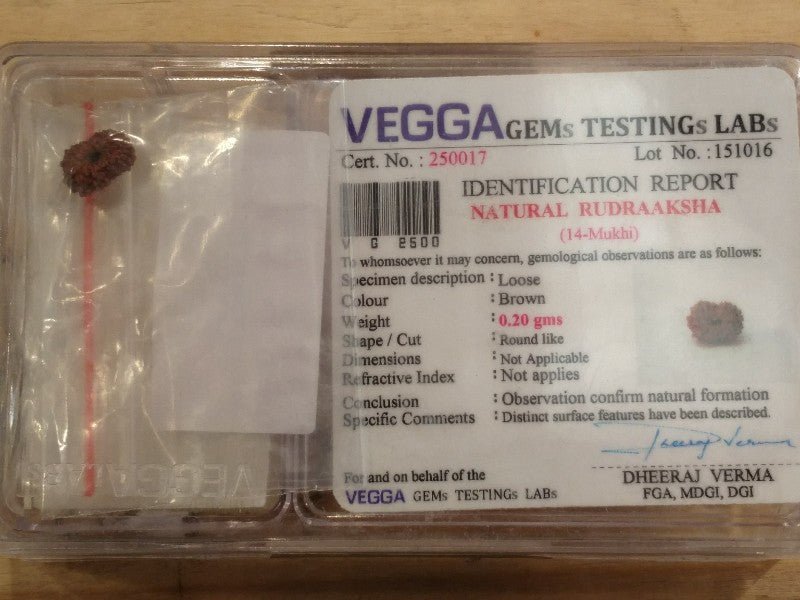 VEGGA GEMS TESTINGS LABS
Cert. No. : 250017 Lot No. :151016
IDENTIFICATION REPORT
NATURAL RUDRAAKSHA
(14-Mukhi)
V G 2500
To whomsoever it may concern, gemological observations are as follows:
Specimen description : Loose
Colour : Brown
Weight : 0.20 gms
Shape / Cut : Round like
Dimensions : Not Applicable
Refractive Index : Not applies
Conclusion : Observation confirm natural formation
Specific Comments : Distinct surface features have been described.
Dheeraj Verma
For and on behalf of the
VEGGA GEMS TESTINGS LABS
DHEERAJ VERMA
FGA, MDGI, DGI